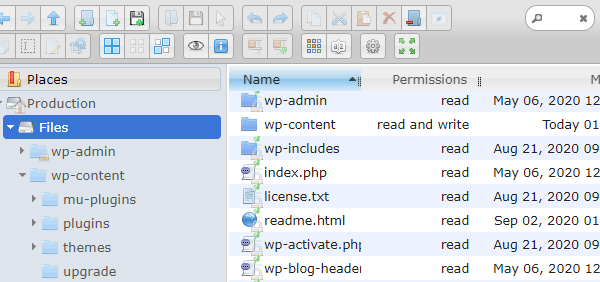 Places
Production
Files
wp-admin
wp-content
mu-plugins
plugins
themes
upgrade
Name Permissions M
wp-admin read May 06, 2020 12
wp-content read and write Today 01
wp-includes read Aug 21, 2020 09
index.php read May 06, 2020 12
license.txt read Aug 21, 2020 09
readme.html read Sep 02, 2020 01
wp-activate.php read Aug 21, 2020 09
wp-blog-header read May 06, 2020 12